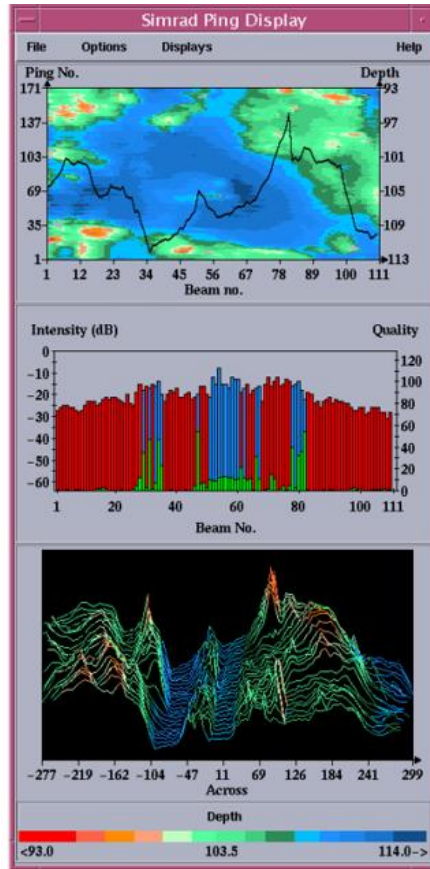 Simrad Ping Display
File Options Displays Help
Ping No. Depth
171 93
137 97
103 101
69 105
35 109
1 113
1 12 23 34 45 56 67 78 89 100 111
Beam no.
Intensity (dB) Quality
0 120
-10 100
-20 80
-30 60
-40 40
-50 20
-60 0
1 20 40 60 80 100 111
Beam No.
-277 -219 -162 -104 -47 11 69 126 184 241 299
Across
Depth
<93.0 103.5 114.0->